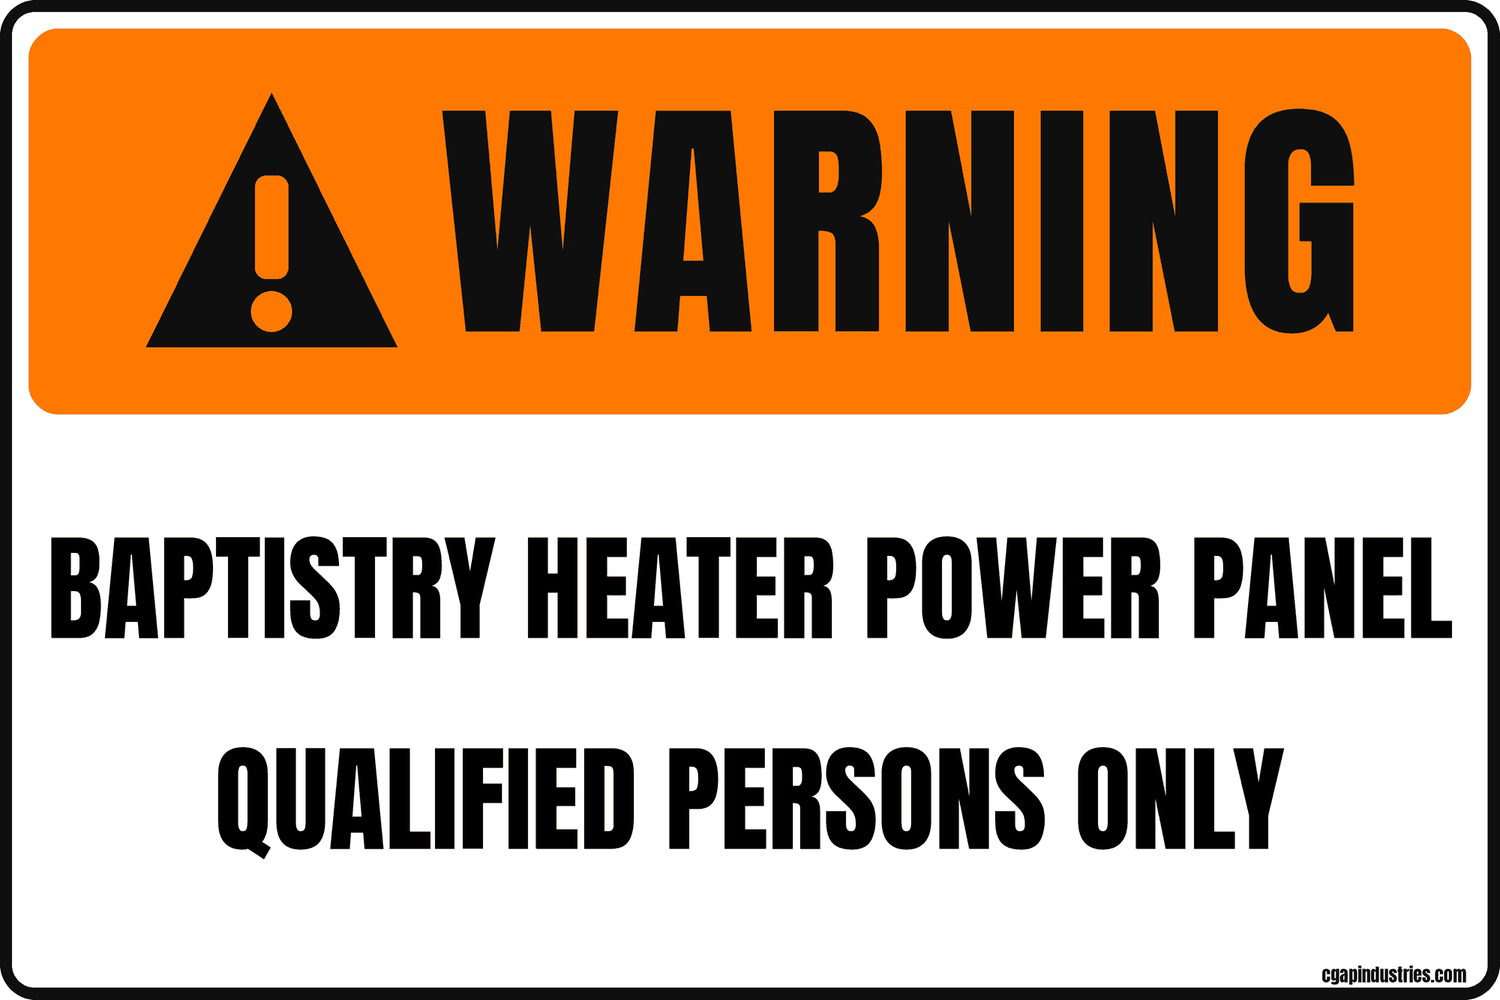 WARNING
BAPTISTRY HEATER POWER PANEL
QUALIFIED PERSONS ONLY
cgapindustries.com